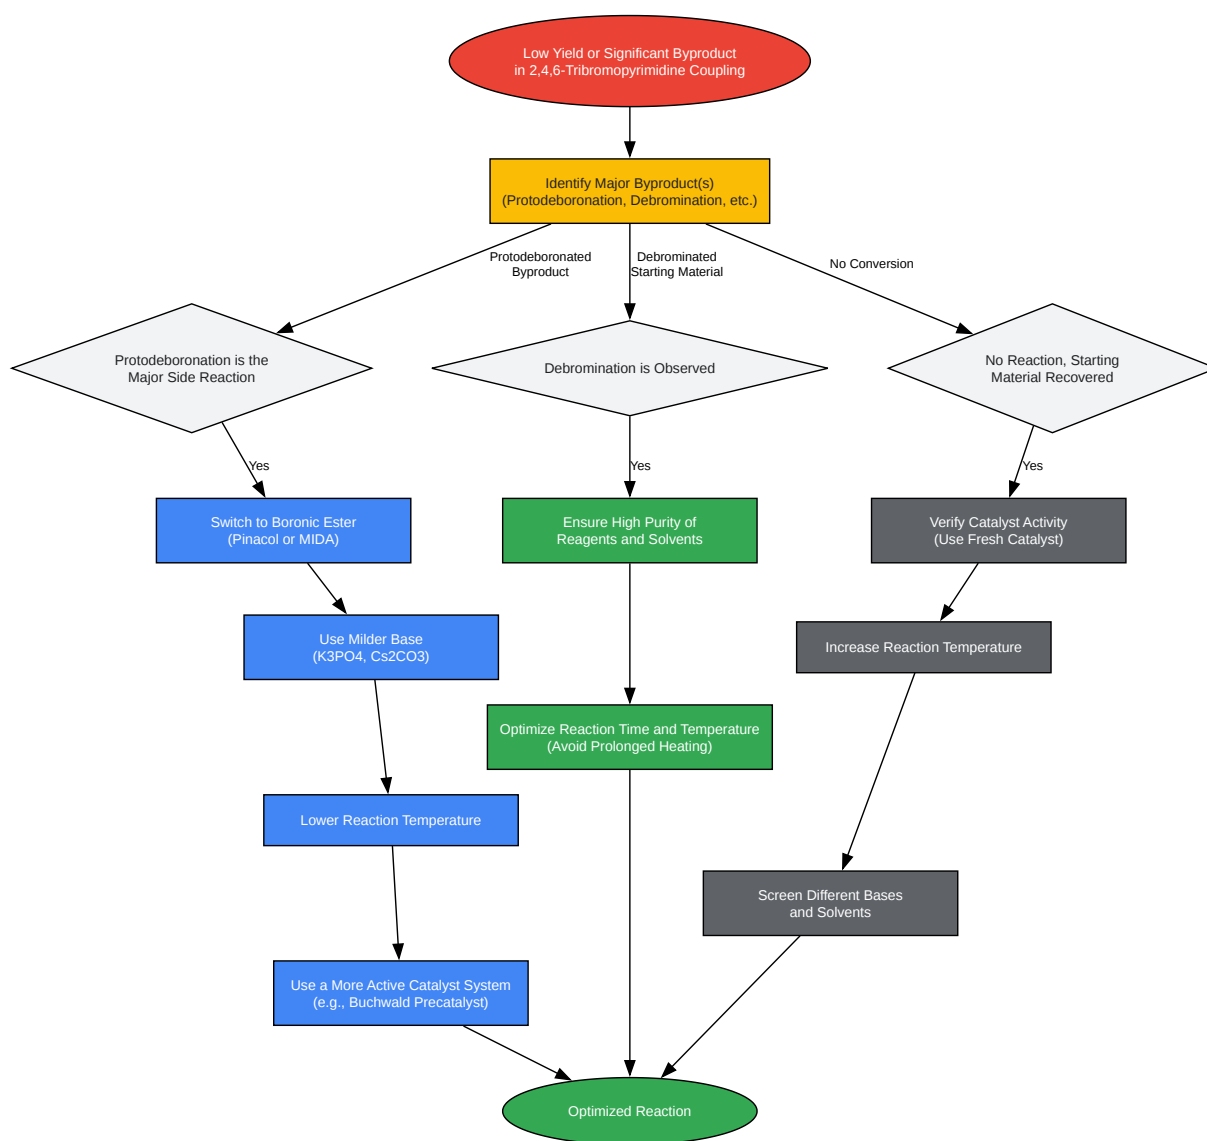 Low Yield or Significant Byproduct
in 2,4,6-Tribromopyrimidine Coupling
Identify Major Byproduct(s)
(Protodeboronation, Debromination, etc.)
Protodeboronated
Byproduct
Debrominated
Starting Material
No Conversion
Protodeboronation is the
Major Side Reaction
Debromination is Observed
No Reaction, Starting
Material Recovered
Yes
Yes
Yes
Switch to Boronic Ester
(Pinacol or MIDA)
Ensure High Purity of
Reagents and Solvents
Verify Catalyst Activity
(Use Fresh Catalyst)
Use Milder Base
(K3PO4, Cs2CO3)
Increase Reaction Temperature
Optimize Reaction Time and Temperature
(Avoid Prolonged Heating)
Lower Reaction Temperature
Screen Different Bases
and Solvents
Use a More Active Catalyst System
(e.g., Buchwald Precatalyst)
Optimized Reaction